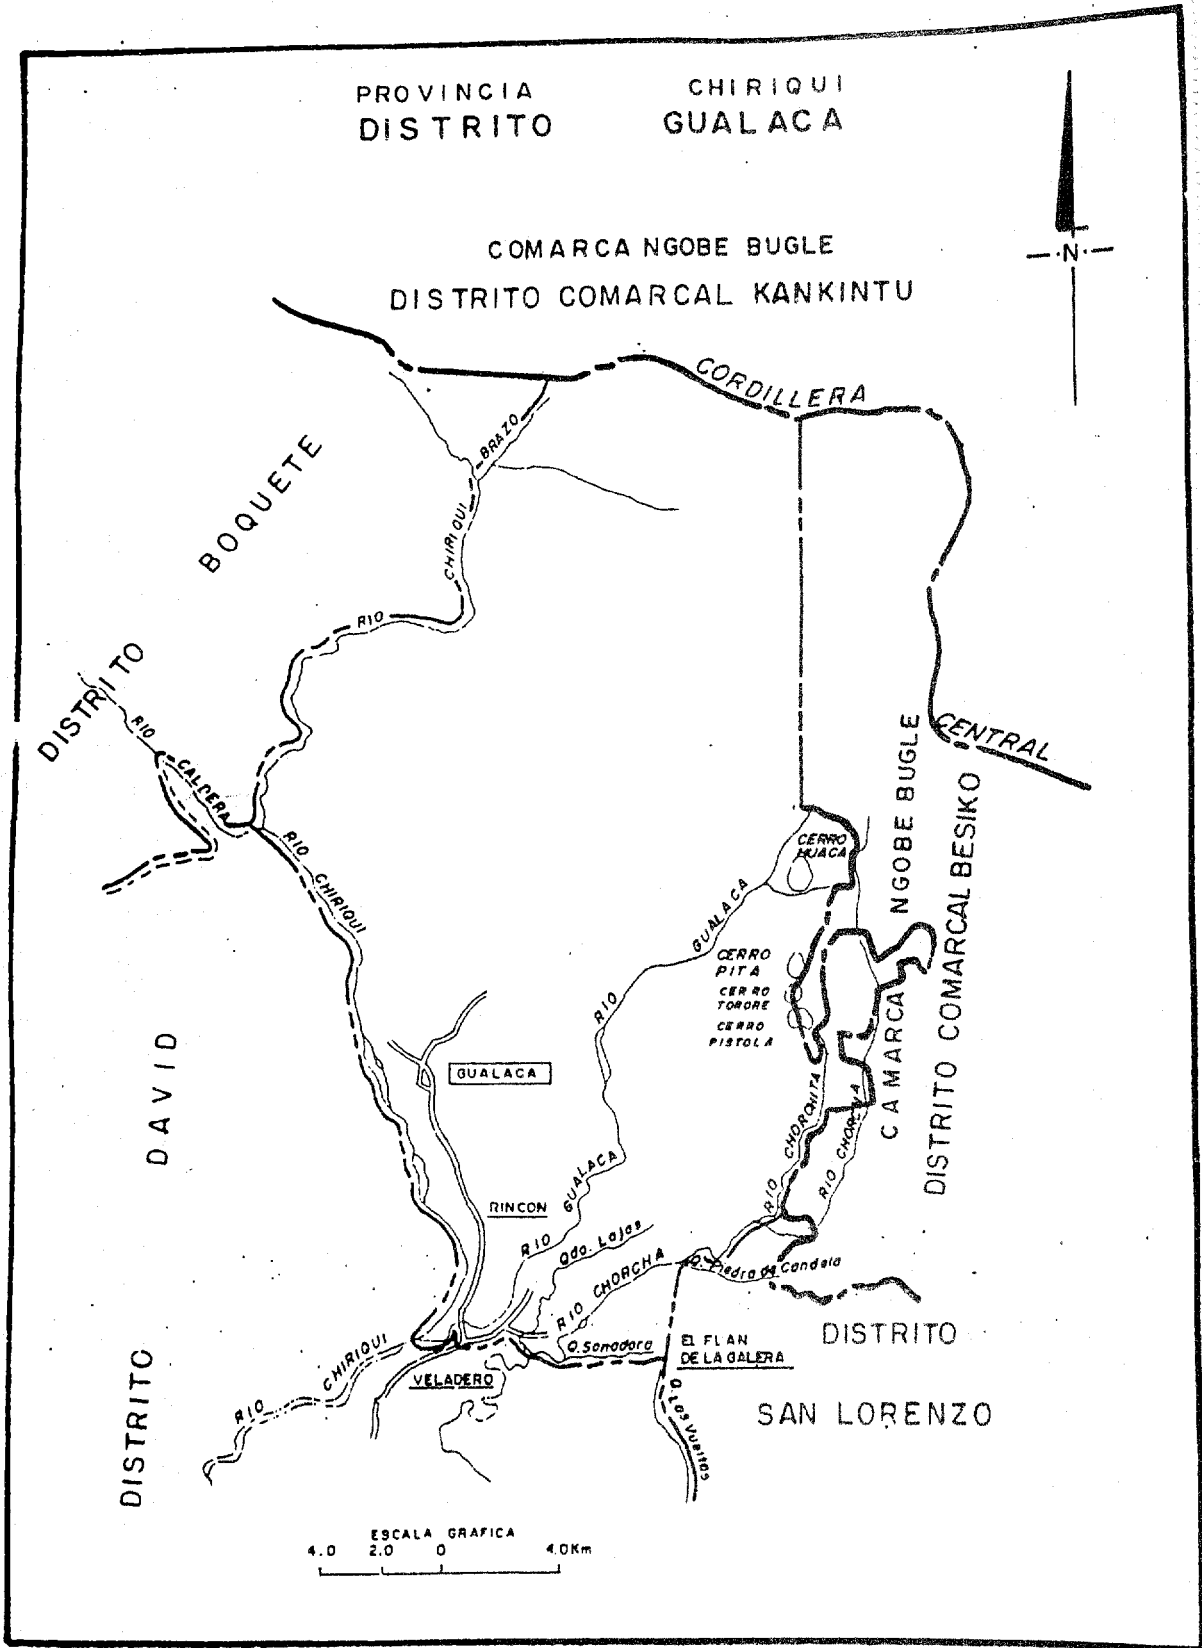 PROVINCIA CHIRIQUI
DISTRITO GUALACA
COMARCA NGOBE BUGLE
DISTRITO COMARCAL KANKINTU
N
CORDILLERA
BRAZO
CHIRIQUI
RIO
DISTRITO BOQUETE
RIO
CALDERA
RIO
CHIRIQUI
CENTRAL
CERRO
HUACA
CAMARCA NGOBE BUGLE
DISTRITO COMARCAL BESIKO
RIO GUALACA
CERRO
PITA
CERRO
TORORE
CERRO
PISTOLA
GUALACA
DISTRITO DAVID
RIO CHORCHITA
RIO CHORCHA
RINCON
RIO GUALACA
Qda. Lajas
RIO CHORCHA
Q. Piedra de Candela
RIO CHIRIQUI
VELADERO
Q. Sonadora
EL FLAN
DE LA GALERA
Q. Las Vueltas
DISTRITO
SAN LORENZO
ESCALA GRAFICA
4.0 2.0 0 4.0Km